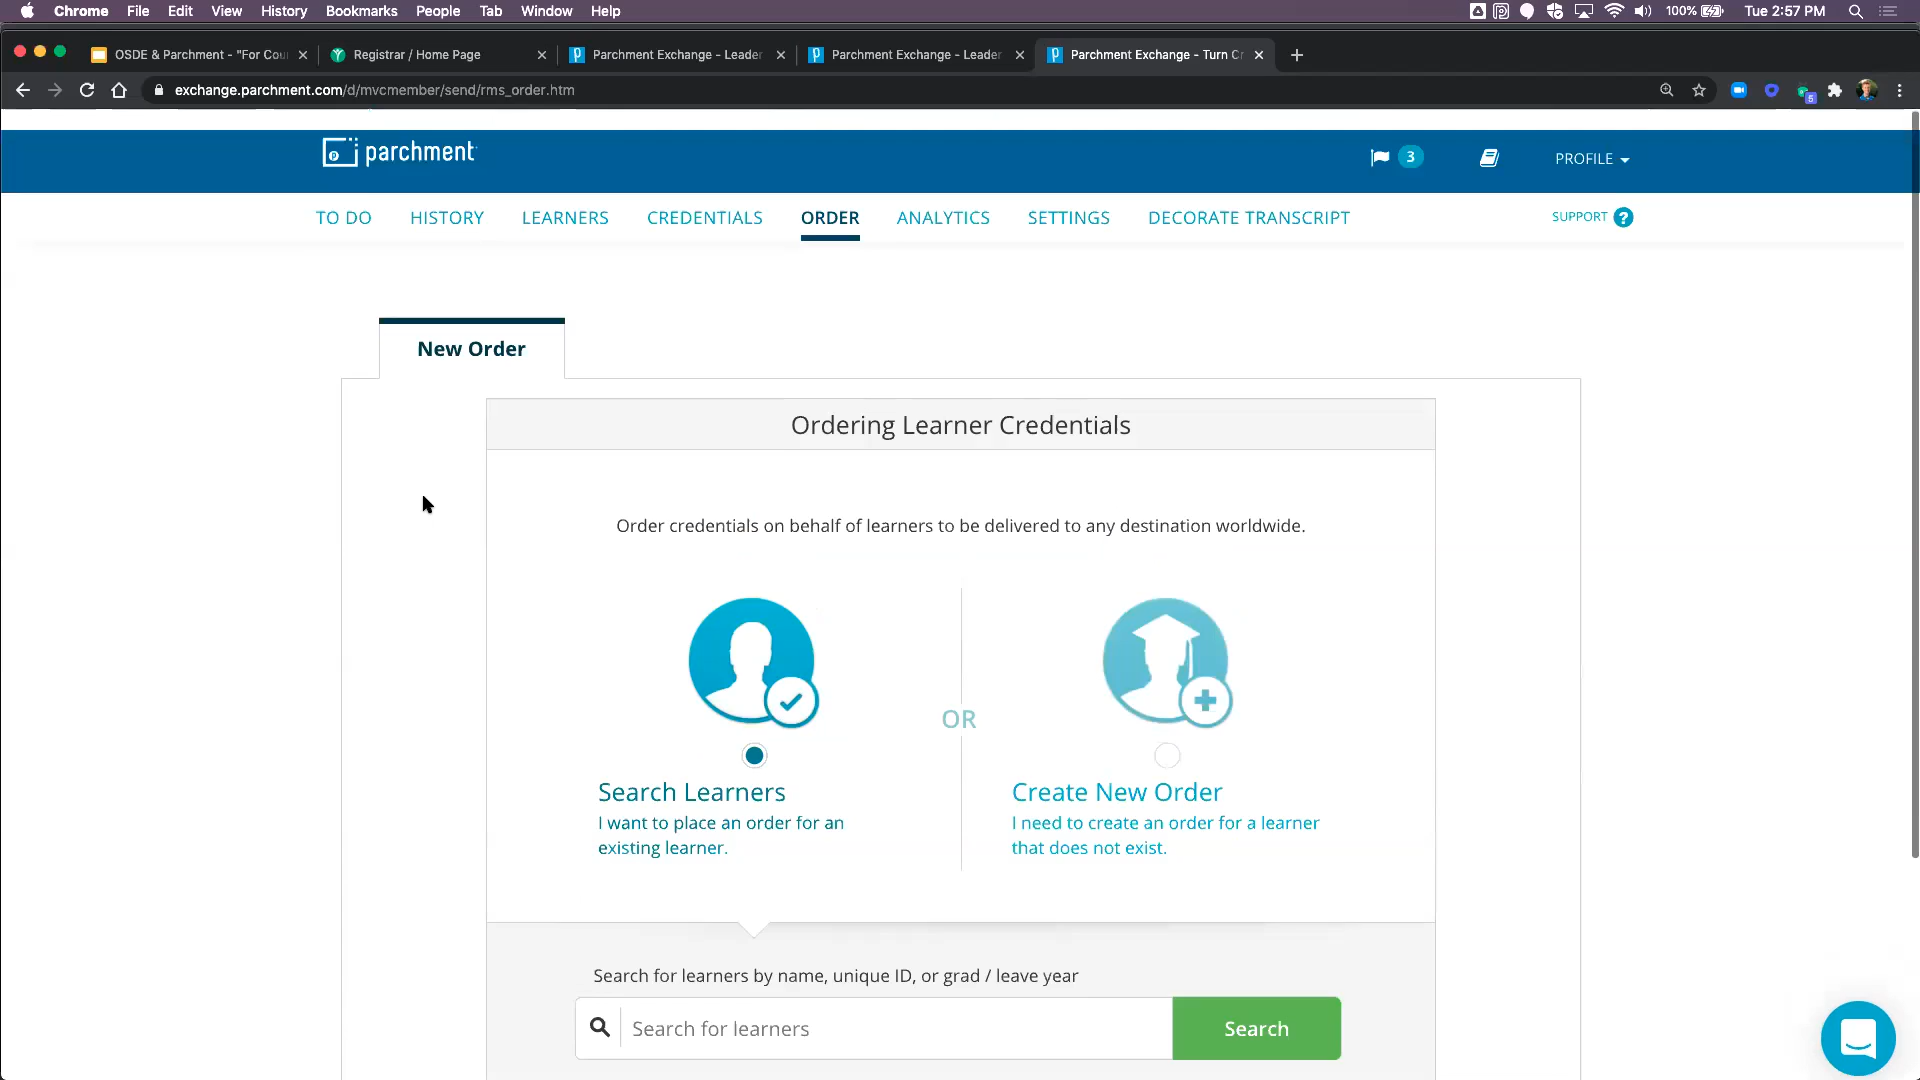 Chrome File Edit View History Bookmarks People Tab Window Help 100% Tue 2:57 PM
OSDE & Parchment - "For Cou Registrar / Home Page Parchment Exchange - Leader Parchment Exchange - Leader Parchment Exchange - Turn Cr
exchange.parchment.com/d/mvcmember/send/rms_order.htm 5
parchment 3 PROFILE
TO DO HISTORY LEARNERS CREDENTIALS ORDER ANALYTICS SETTINGS DECORATE TRANSCRIPT SUPPORT ?
New Order
Ordering Learner Credentials
Order credentials on behalf of learners to be delivered to any destination worldwide.
OR
Search Learners
I want to place an order for an
existing learner.
Create New Order
I need to create an order for a learner
that does not exist.
Search for learners by name, unique ID, or grad / leave year
Search for learners Search